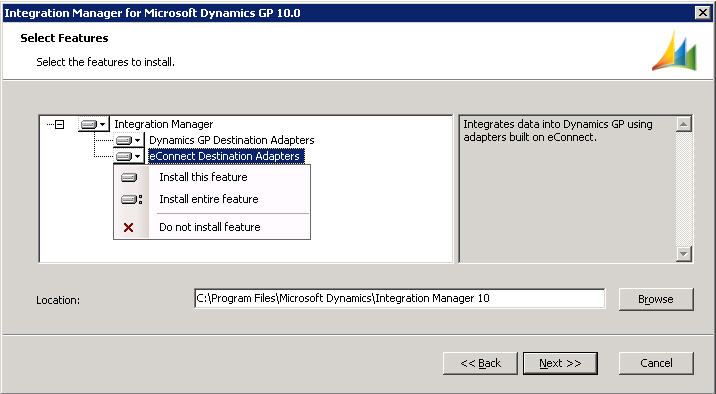 Integration Manager for Microsoft Dynamics GP 10.0
Select Features
Select the features to install.
Integration Manager
Dynamics GP Destination Adapters
eConnect Destination Adapters
Install this feature
Install entire feature
Do not install feature
Integrates data into Dynamics GP using
adapters built on eConnect.
Location:
C:\Program Files\Microsoft Dynamics\Integration Manager 10
Browse
<< Back
Next >>
Cancel